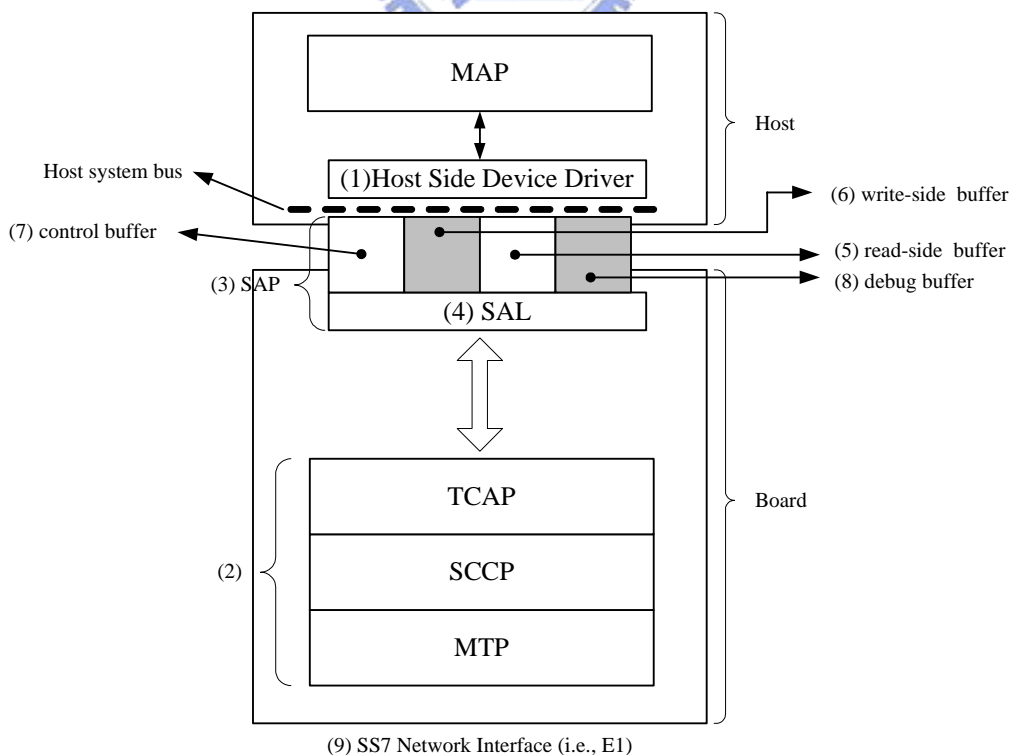 MAP
Host
(1)Host Side Device Driver
Host system bus
(6) write-side buffer
(7) control buffer
(5) read-side buffer
(3) SAP
(8) debug buffer
(4) SAL
TCAP
Board
(2)
SCCP
MTP
(9) SS7 Network Interface (i.e., E1)